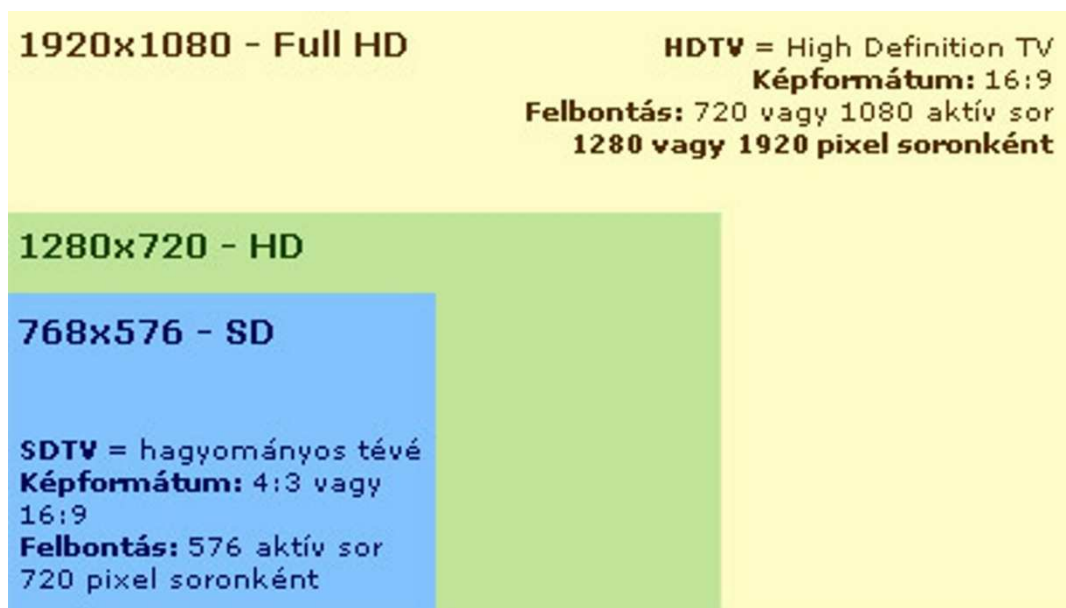 1920x1080 - Full HD
HDTV = High Definition TV
Képformátum: 16:9
Felbontás: 720 vagy 1080 aktív sor
1280 vagy 1920 pixel soronként
1280x720 - HD
768x576 - SD
SDTV = hagyományos tévé
Képformátum: 4:3 vagy
16:9
Felbontás: 576 aktív sor
720 pixel soronként